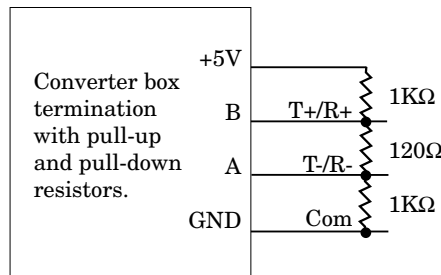 +5V
Converter box
termination
with pull-up
and pull-down
resistors.
B
T+/R+
1KΩ
A
T-/R-
120Ω
GND
Com
1KΩ